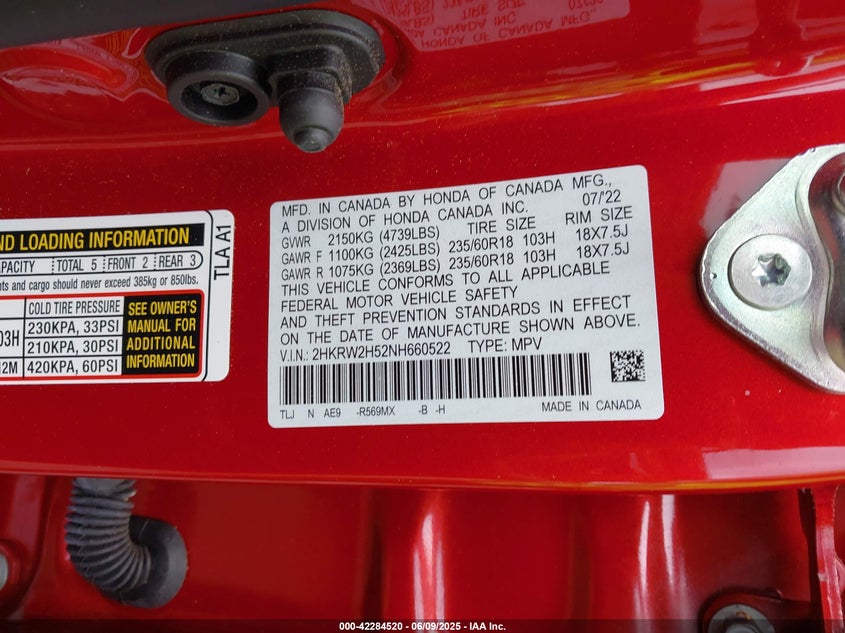 MFD. IN CANADA BY HONDA OF CANADA MFG.,
A DIVISION OF HONDA CANADA INC. 07/'22
GVWR 2150KG (4739LBS) TIRE SIZE RIM SIZE
GAWR F 1100KG (2425LBS) 235/60R18 103H 18X7.5J
GAWR R 1075KG (2369LBS) 235/60R18 103H 18X7.5J
THIS VEHICLE CONFORMS TO ALL APPLICABLE
FEDERAL MOTOR VEHICLE SAFETY
AND THEFT PREVENTION STANDARDS IN EFFECT
ON THE DATE OF MANUFACTURE SHOWN ABOVE.
V.I.N.: 2HKRW2H52NH660522 TYPE: MPV
TLJ N AE9 -R569MX -B -H MADE IN CANADA
ND LOADING INFORMATION
APACITY TOTAL 5 FRONT 2 REAR 3
nts and cargo should never exceed 385kg or 850lbs.
COLD TIRE PRESSURE
03H 230KPA, 33PSI
210KPA, 30PSI
2M 420KPA, 60PSI
SEE OWNER'S
MANUAL FOR
ADDITIONAL
INFORMATION
TLA A1
000-42284520 | 06/09/2025 | IAA Inc.